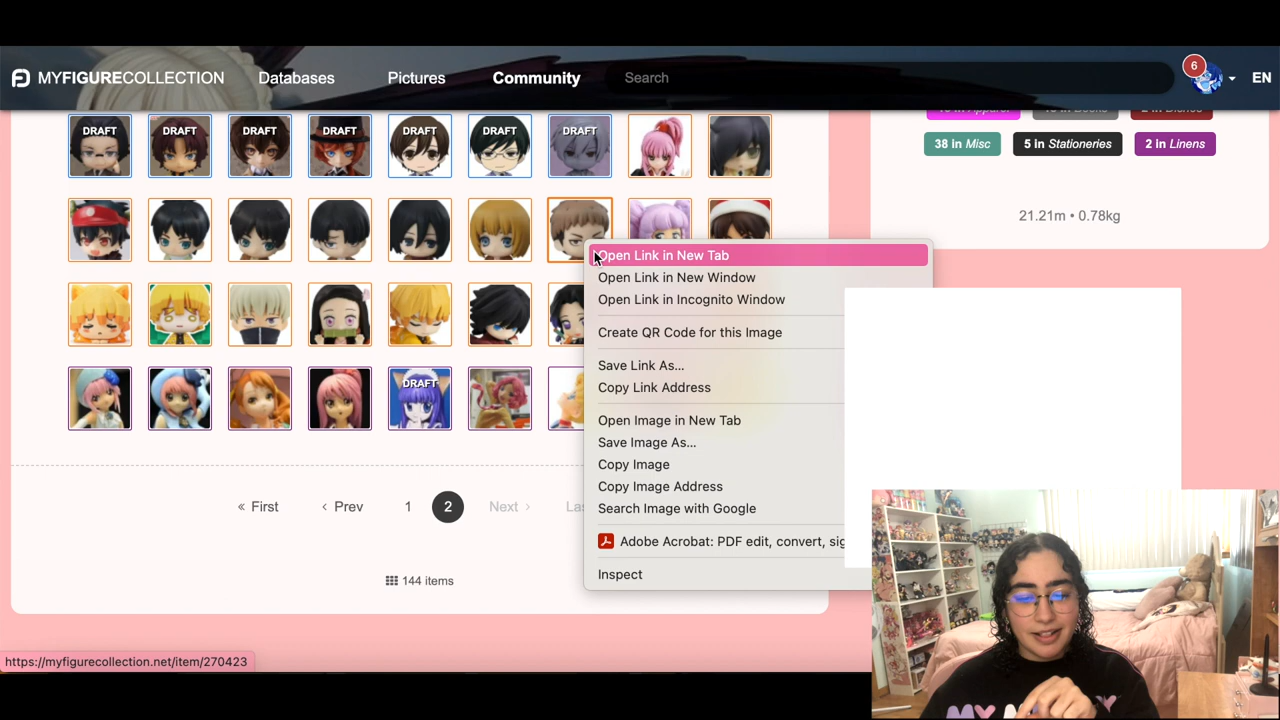 MYFIGURECOLLECTION Databases Pictures Community Search 6 EN
DRAFT DRAFT DRAFT DRAFT DRAFT DRAFT DRAFT
38 in Misc 5 in Stationeries 2 in Linens
21.21m • 0.78kg
Open Link in New Tab
Open Link in New Window
Open Link in Incognito Window
Create QR Code for this Image
Save Link As...
DRAFT
Copy Link Address
Open Image in New Tab
Save Image As...
Copy Image
Copy Image Address
« First ‹ Prev 1 2 Next ›
Search Image with Google
Adobe Acrobat: PDF edit, convert, sig
Inspect
144 items
https://myfigurecollection.net/item/270423